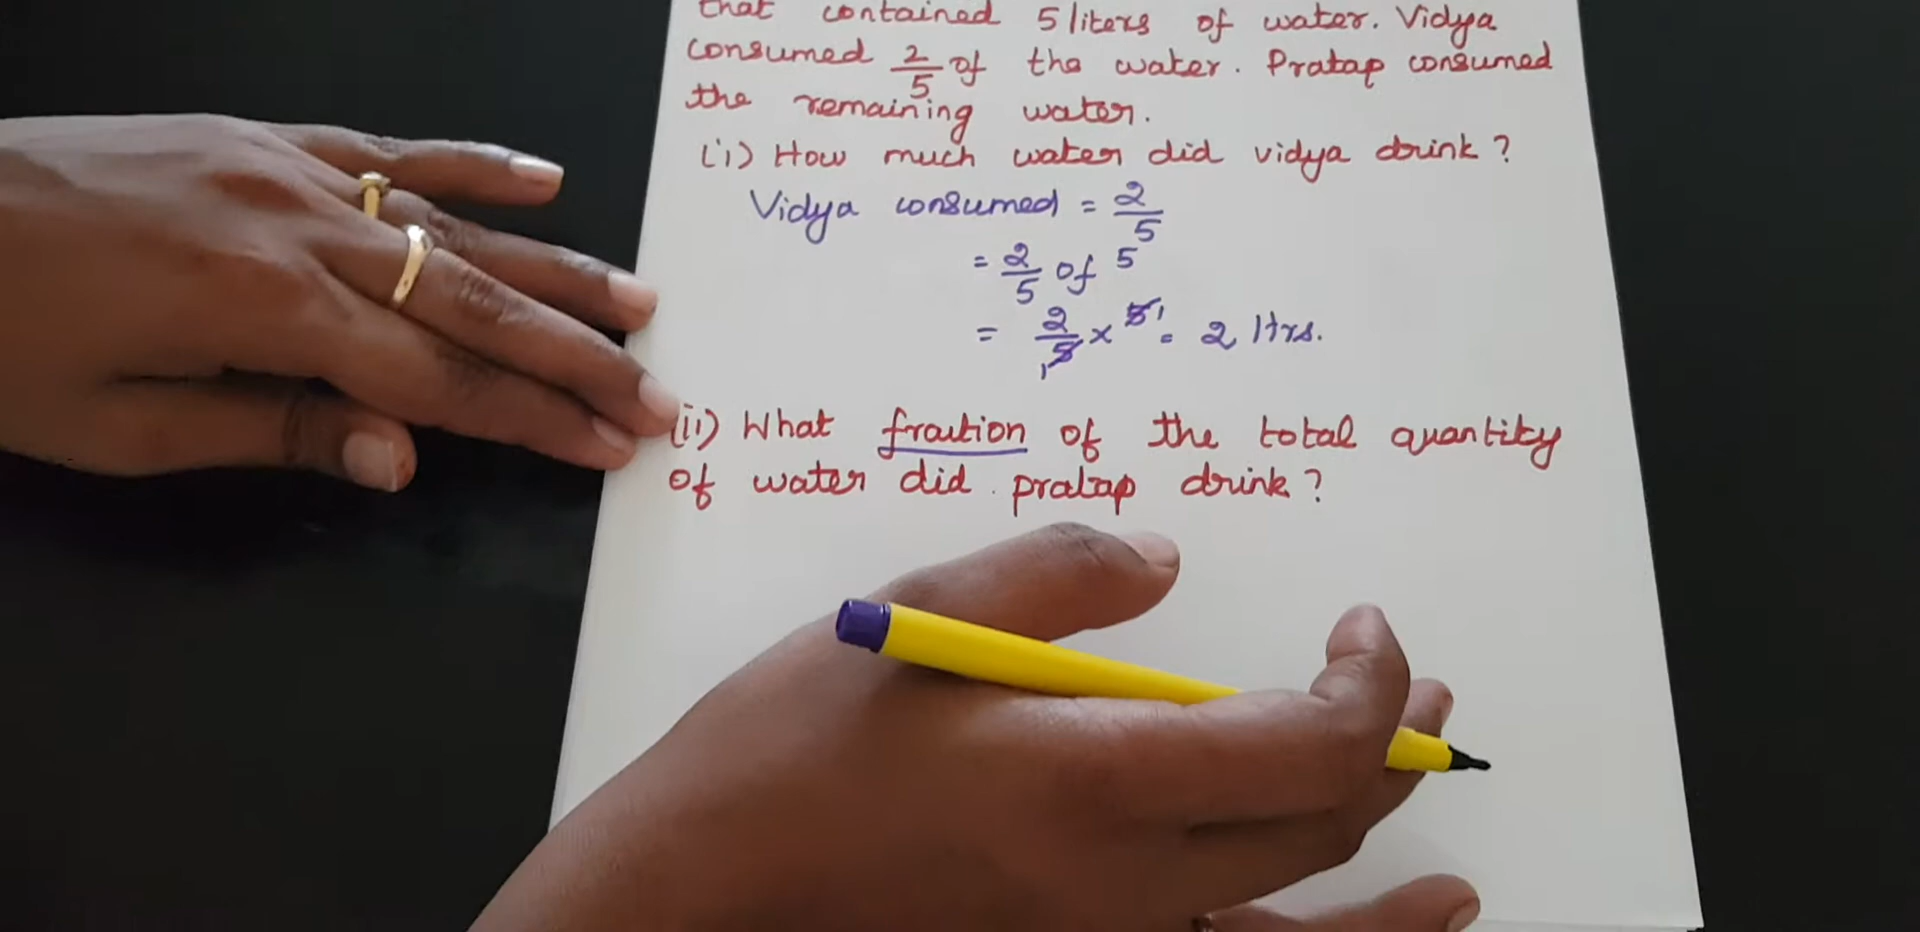 that contained 5 liters of water. Vidya
consumed 2/5 of the water. Pratap consumed
the remaining water.
(i) How much water did vidya drink?
Vidya consumed = 2/5
= 2/5 of 5
= 2/5 x 5 1 1 = 2 ltrs.
(ii) What fraction of the total quantity
of water did pratap drink?